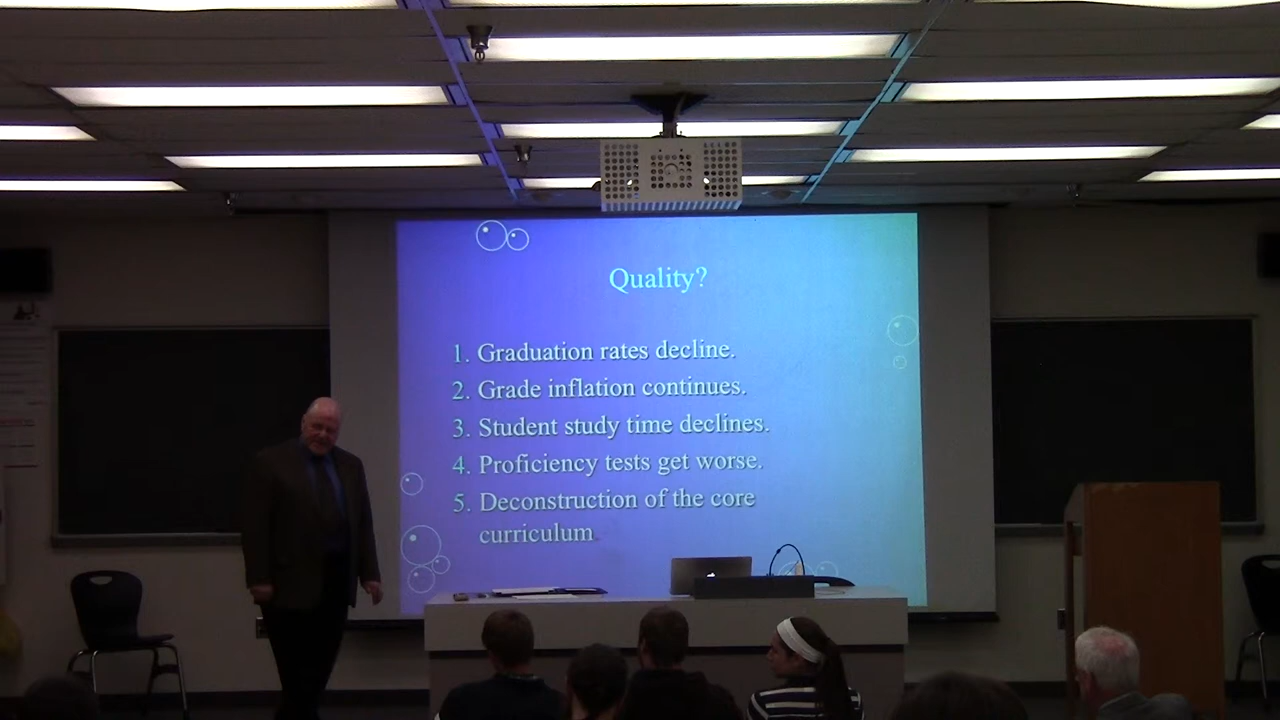 Quality?
1. Graduation rates decline.
2. Grade inflation continues.
3. Student study time declines.
4. Proficiency tests get worse.
5. Deconstruction of the core
curriculum